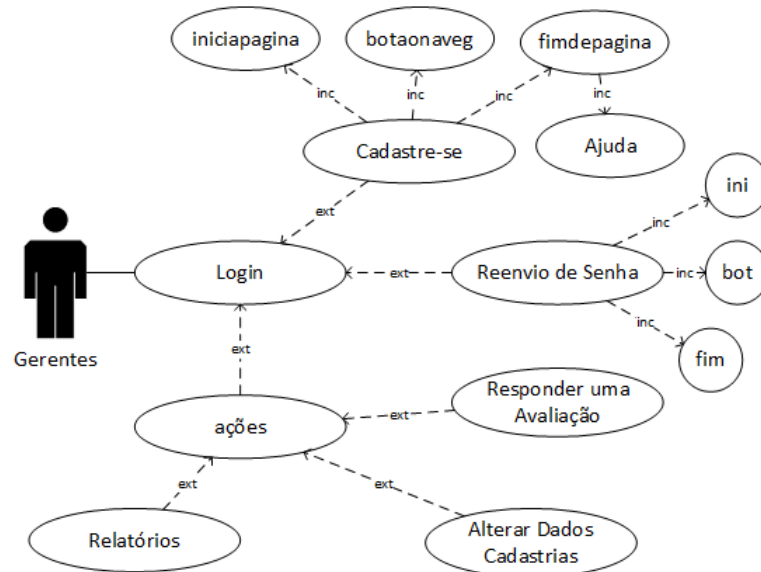 iniciapagina
botaonaveg
fimdepagina
inc
inc
inc
inc
Cadastre-se
Ajuda
ini
ext
inc
Login
ext
Reenvio de Senha
inc
bot
inc
Gerentes
fim
ext
Responder uma
Avaliação
ações
ext
ext
ext
Relatórios
Alterar Dados
Cadastrias